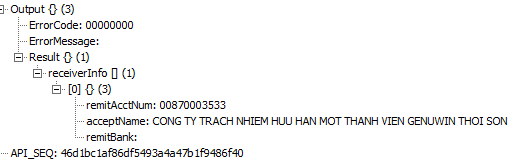 Output {} (3)
ErrorCode: 00000000
ErrorMessage:
Result {} (1)
receiverInfo [] (1)
[0] {} (3)
remitAcctNum: 00870003533
acceptName: CONG TY TRACH NHIEM HUU HAN MOT THANH VIEN GENUWIN THOI SON
remitBank:
API_SEQ: 46d1bc1af86df5493a4a47b1f9486f40